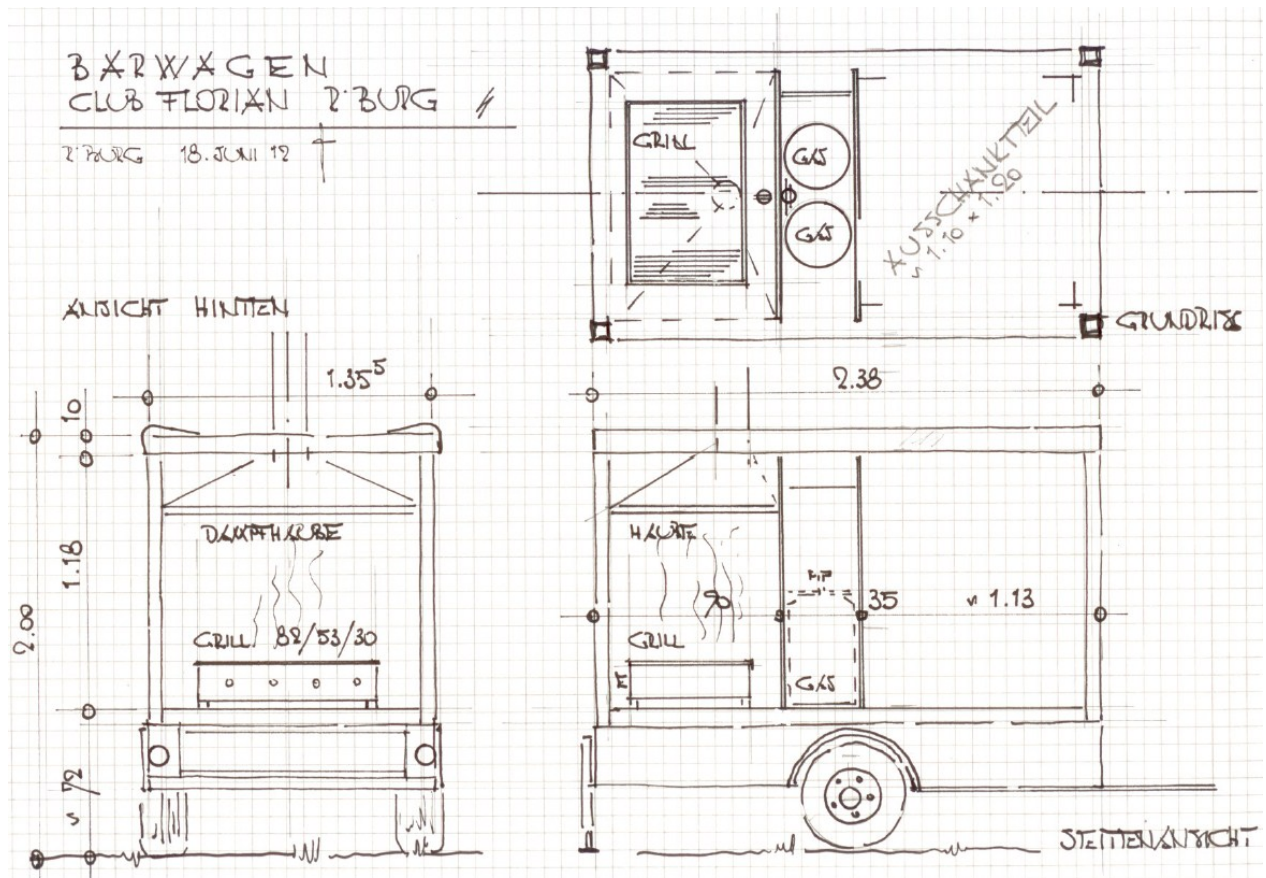 BARWAGEN
CLUB FLORIAN R'BURG
R'BURG 18. JUNI 12
GRILL
GAS
GAS
AUSSCHANKTEIL
~ 1.10 * 1.20
GRUNDRISS
ANSICHT HINTEN
1.35⁵
10
1.18
2.00
~ 72
DAMPFHAUBE
GRILL 82/53/30
2.38
HAUBE
90
35
~ 1.13
GRILL
GAS
SEITENANSICHT